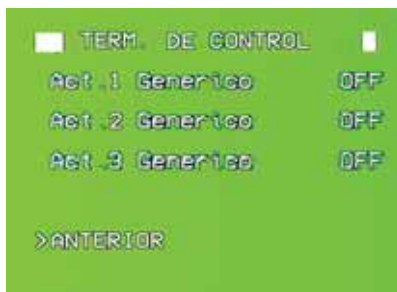 TERM. DE CONTROL
Act.1 Generico OFF
Act.2 Generico OFF
Act.3 Generico OFF
>ANTERIOR